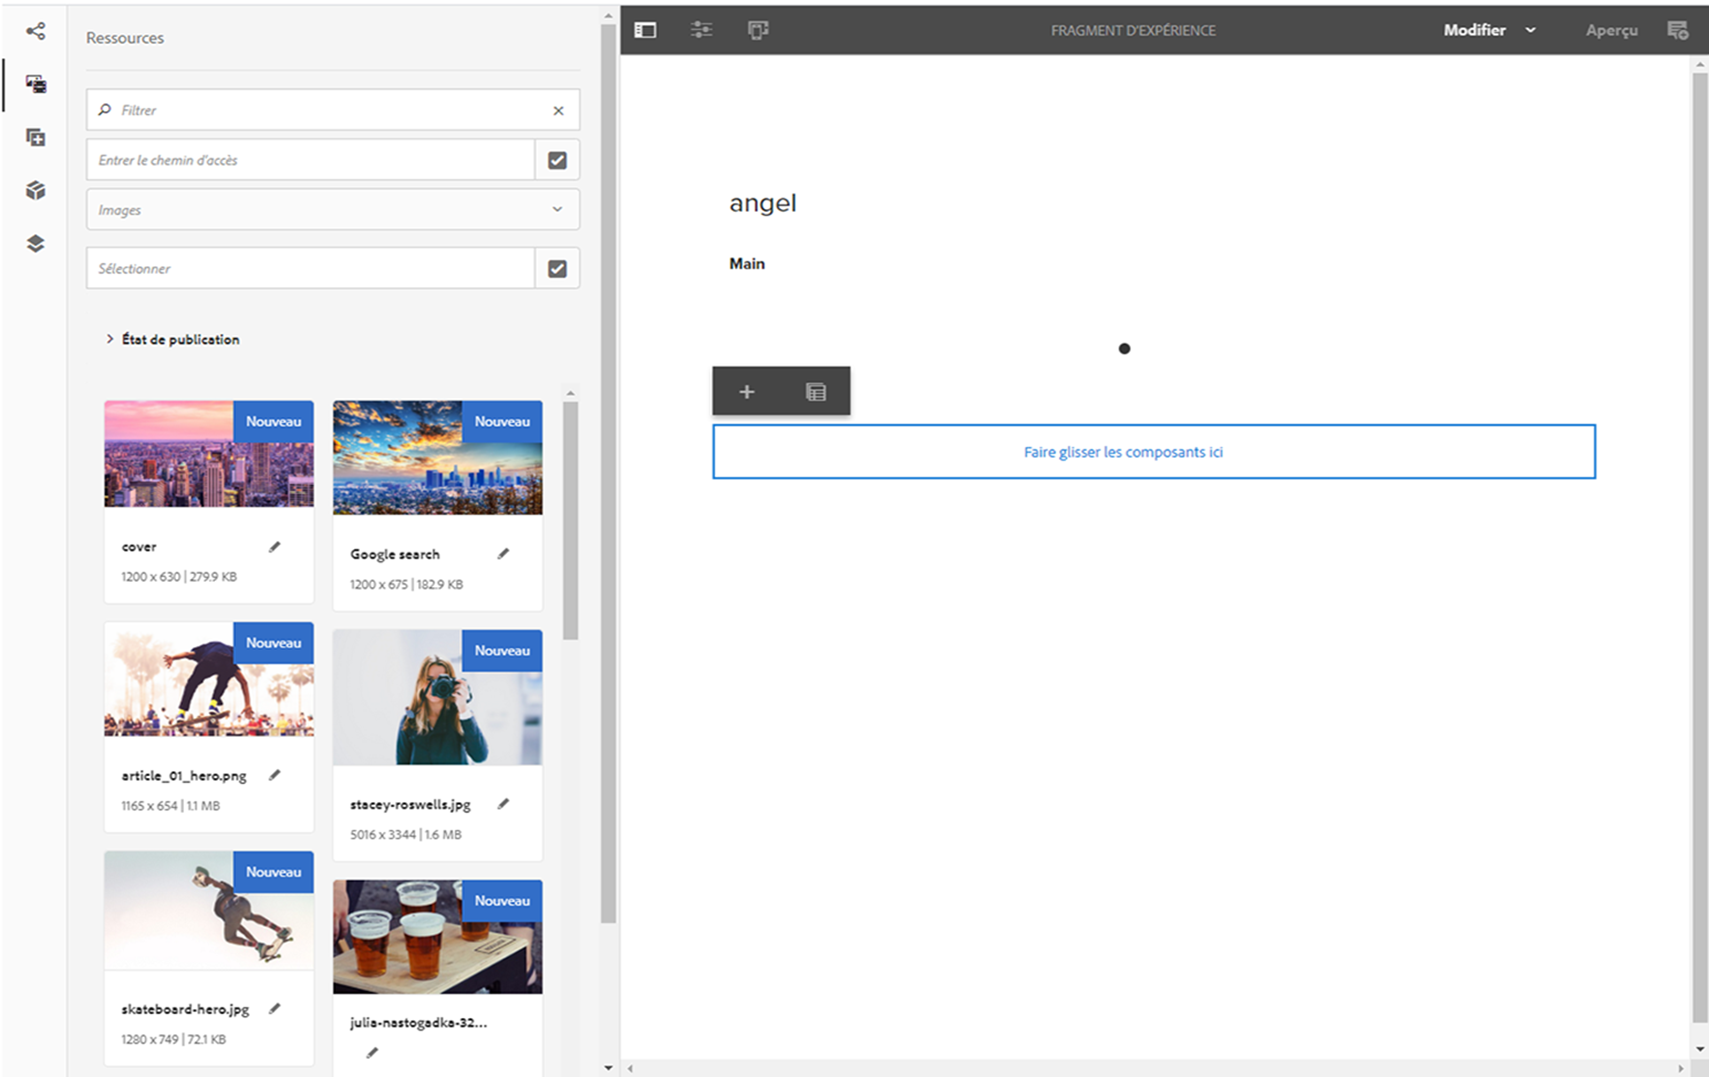 Ressources
Filtrer
Entrer le chemin d'accès
Images
Sélectionner
État de publication
Nouveau
cover
1200 x 630 | 279.9 KB
Nouveau
Google search
1200 x 675 | 182.9 KB
Nouveau
article_01_hero.png
1165 x 654 | 1.1 MB
Nouveau
stacey-roswells.jpg
5016 x 3344 | 1.6 MB
Nouveau
skateboard-hero.jpg
1280 x 749 | 72.1 KB
Nouveau
julia-nastogadka-32...
FRAGMENT D'EXPÉRIENCE
Modifier
Aperçu
angel
Main
Faire glisser les composants ici